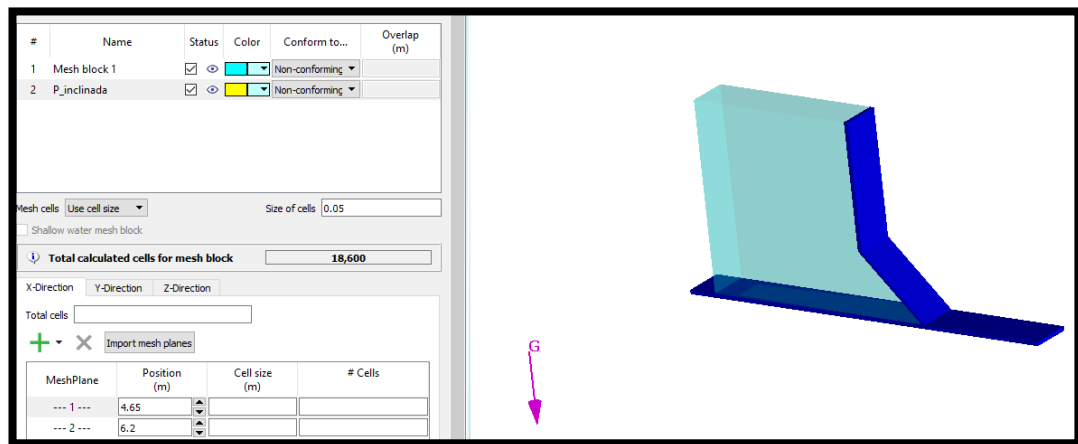 # Name Status Color Conform to... Overlap (m)
1 Mesh block 1 Non-conforming
2 P_inclinada Non-conforming
Mesh cells Use cell size Size of cells 0.05
Shallow water mesh block
Total calculated cells for mesh block 18,600
X-Direction Y-Direction Z-Direction
Total cells
Import mesh planes
MeshPlane Position (m) Cell size (m) # Cells
--- 1 --- 4.65
--- 2 --- 6.2
G